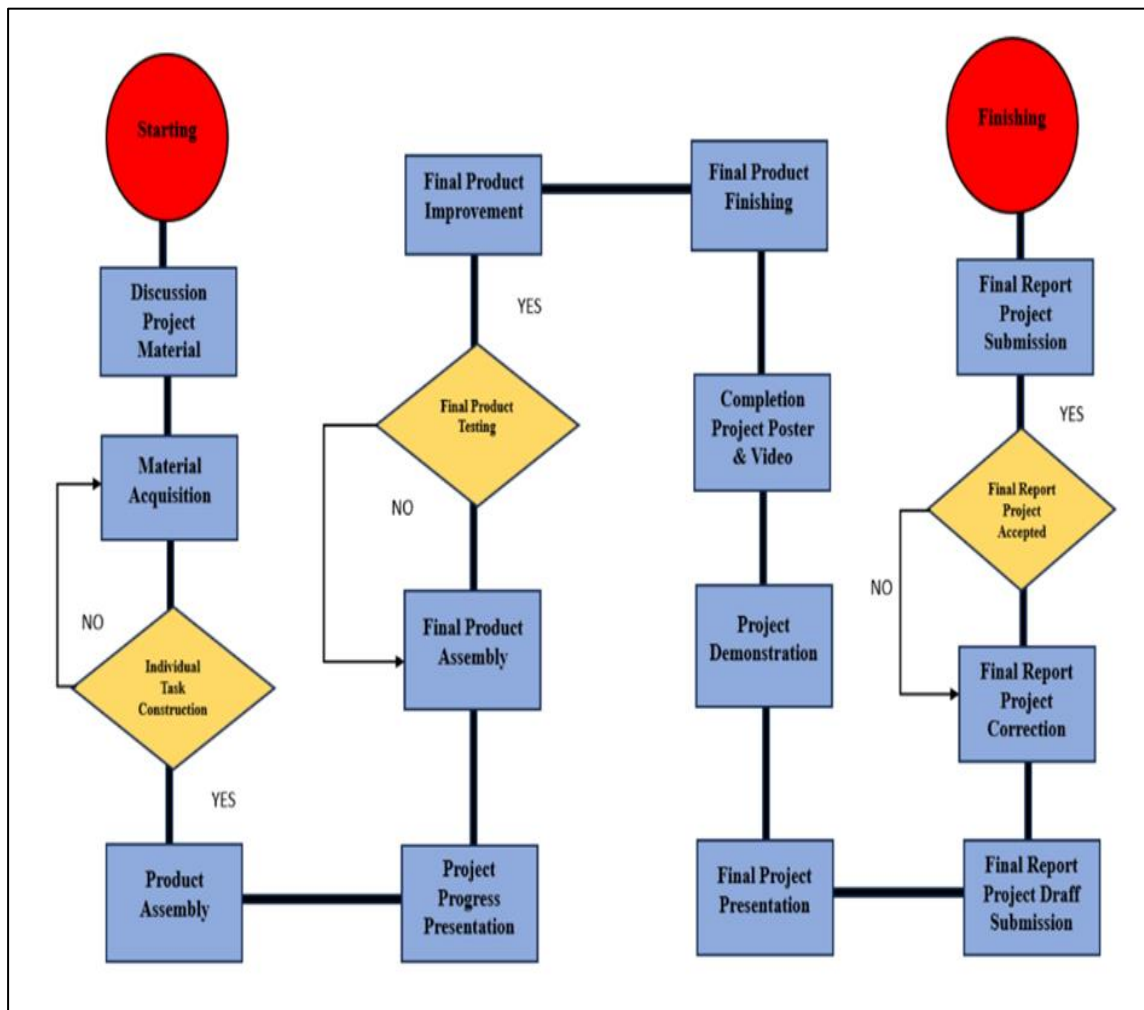 Starting
Discussion
Project
Material
Material
Acquisition
NO
Individual
Task
Construction
YES
Product
Assembly
Project
Progress
Presentation
Final Product
Assembly
NO
Final Product
Testing
YES
Final Product
Improvement
Final Product
Finishing
Completion
Project Poster
& Video
Project
Demonstration
Final Project
Presentation
Final Report
Project Draff
Submission
Final Report
Project
Correction
NO
Final Report
Project
Accepted
YES
Final Report
Project
Submission
Finishing